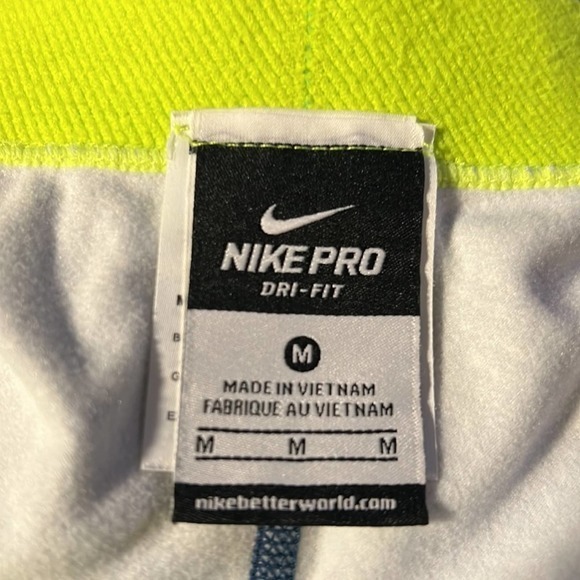 NIKE PRO
DRI-FIT
M
MADE IN VIETNAM
FABRIQUE AU VIETNAM
M M M
nikebetterworld.com
B
G
E